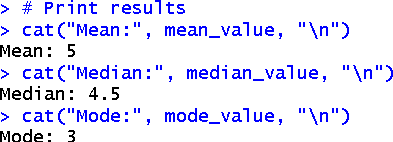 > # Print results
> cat("Mean:", mean_value, "\n")
Mean: 5
> cat("Median:", median_value, "\n")
Median: 4.5
> cat("Mode:", mode_value, "\n")
Mode: 3